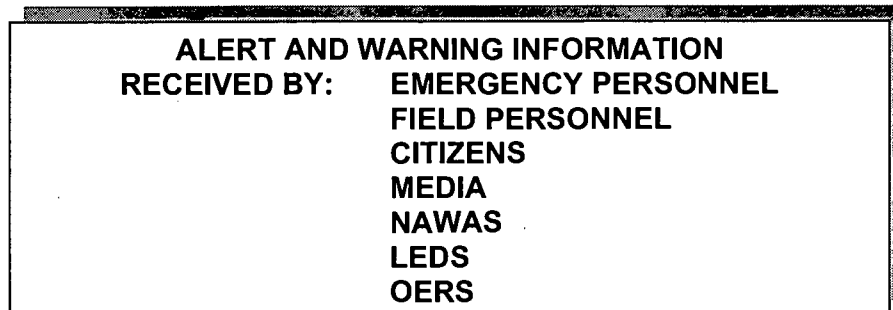 ALERT AND WARNING INFORMATION
RECEIVED BY: EMERGENCY PERSONNEL
FIELD PERSONNEL
CITIZENS
MEDIA
NAWAS
LEDS
OERS